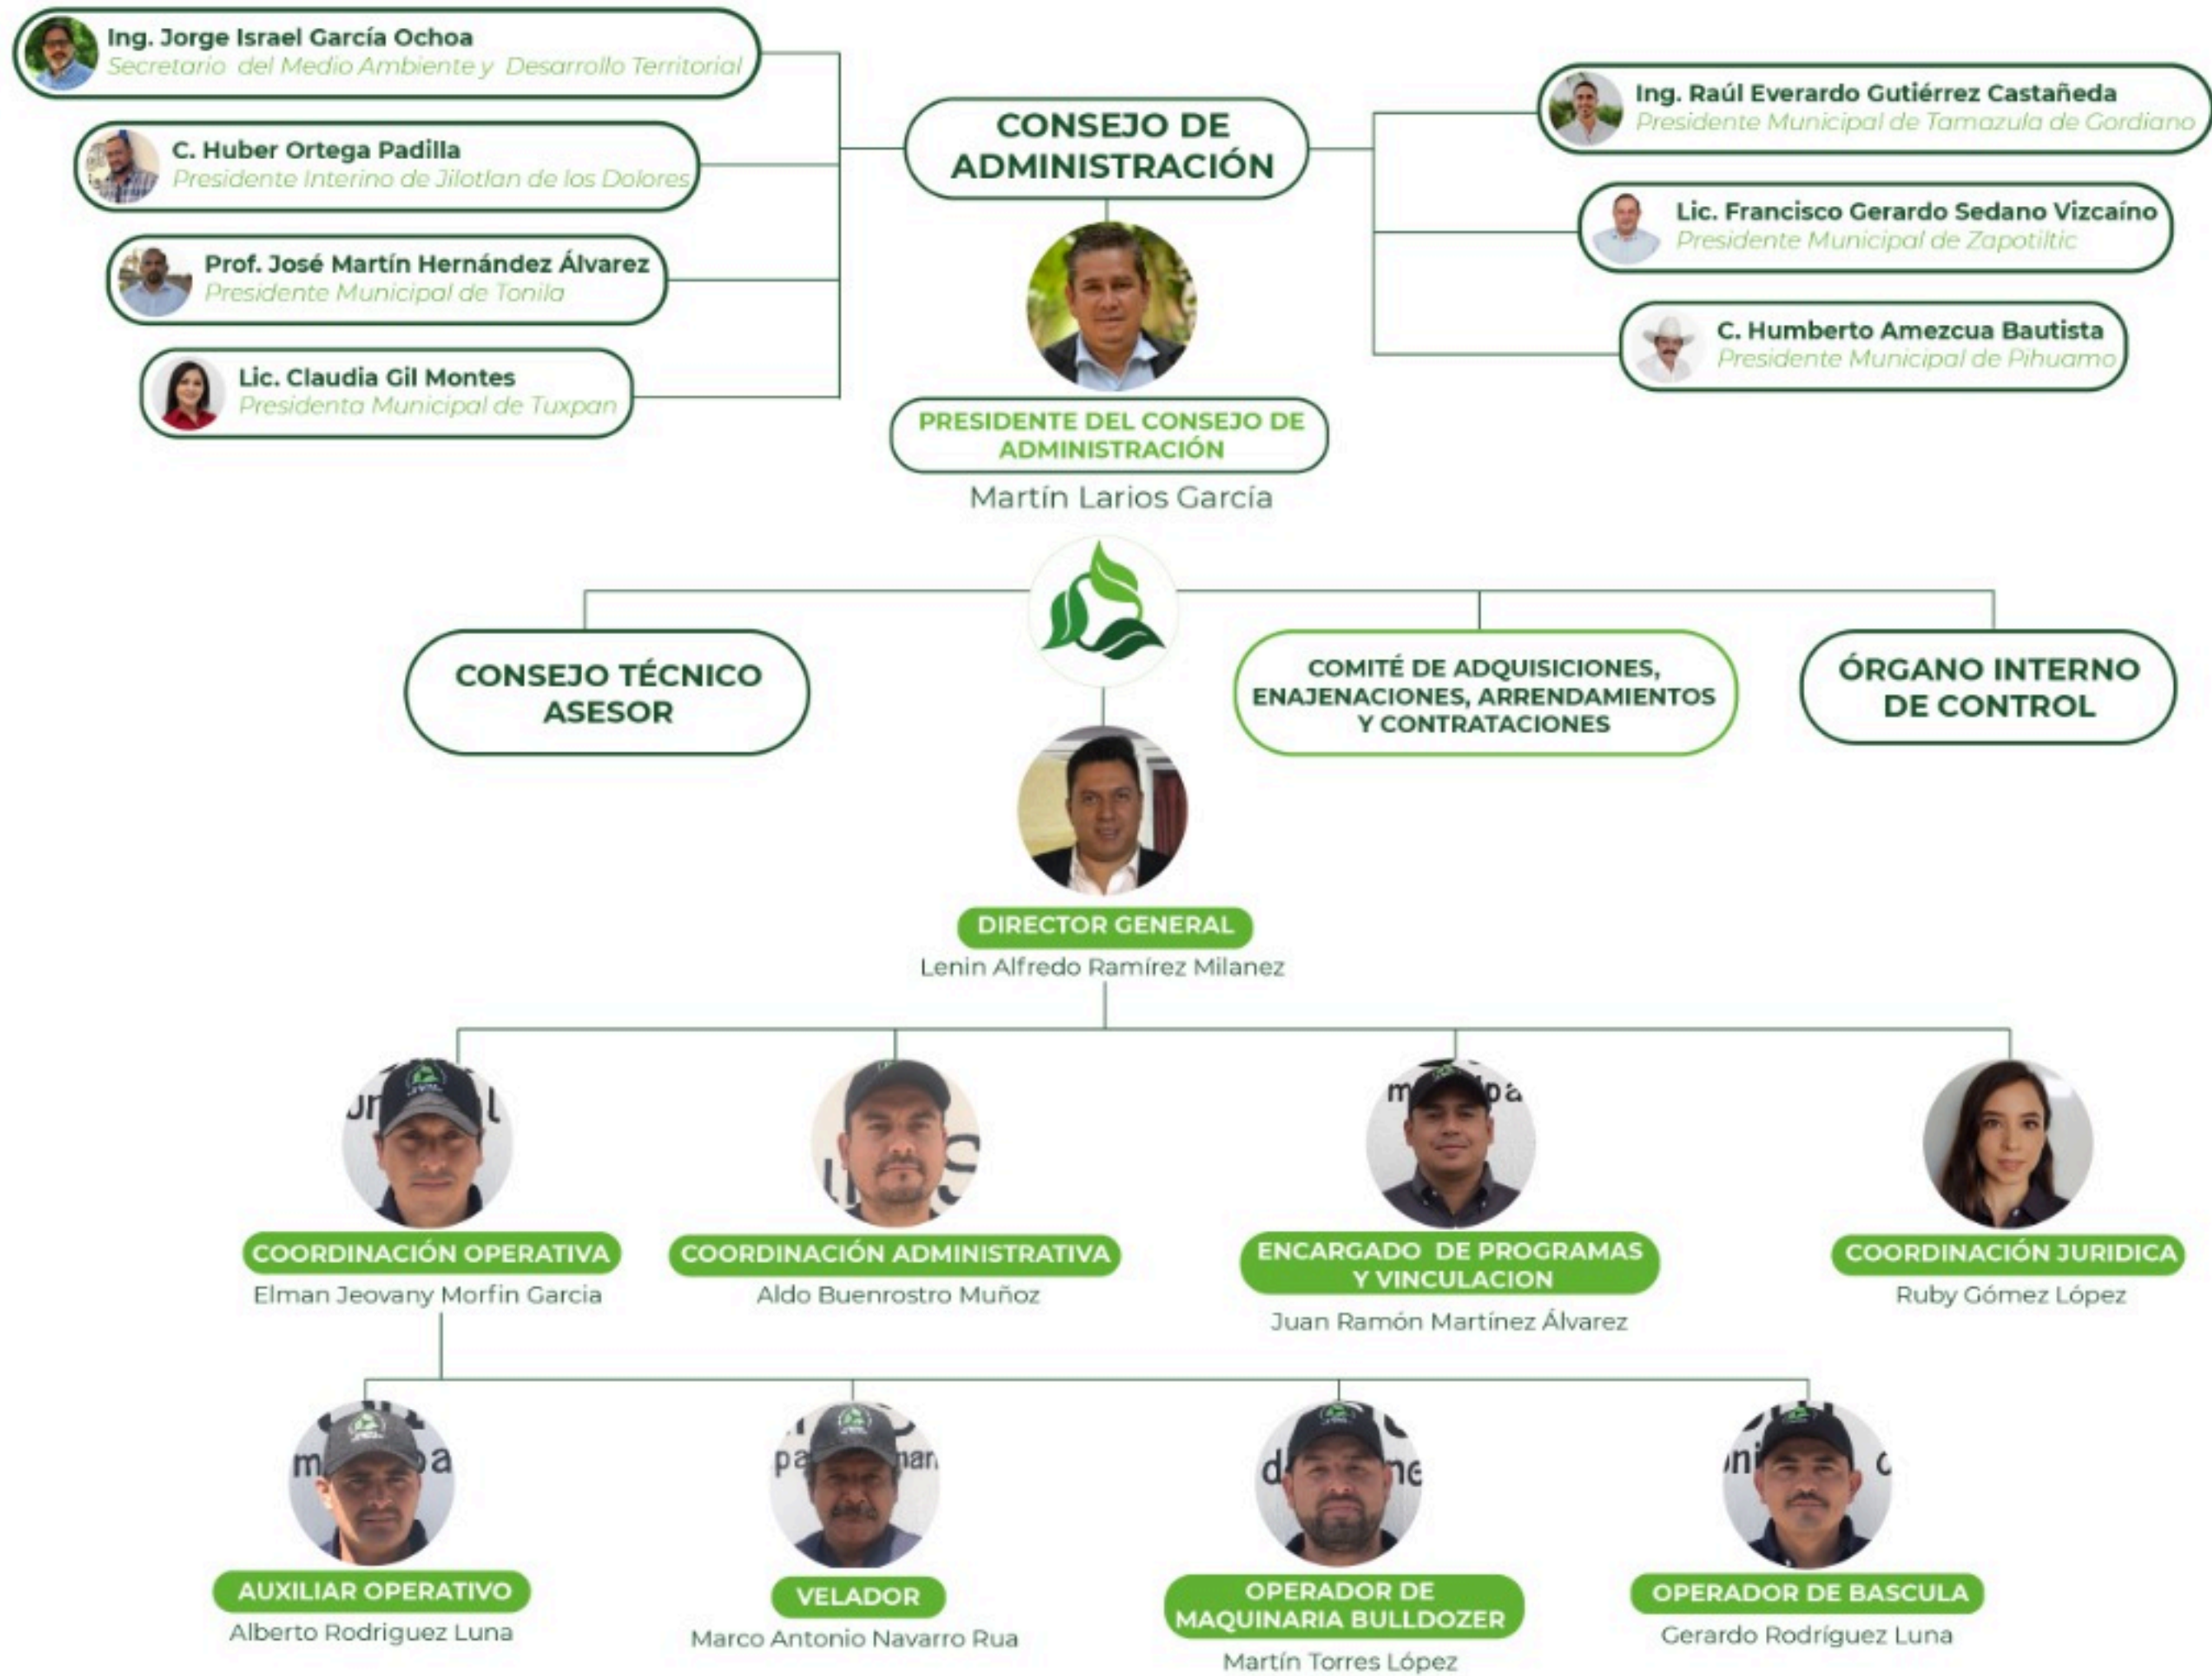 Ing. Jorge Israel García Ochoa
Secretario del Medio Ambiente y Desarrollo Territorial
C. Huber Ortega Padilla
Presidente Interino de Jilotlan de los Dolores
Prof. José Martín Hernández Álvarez
Presidente Municipal de Tonila
Lic. Claudia Gil Montes
Presidenta Municipal de Tuxpan
CONSEJO DE
ADMINISTRACIÓN
Ing. Raúl Everardo Gutiérrez Castañeda
Presidente Municipal de Tamazula de Gordiano
Lic. Francisco Gerardo Sedano Vizcaíno
Presidente Municipal de Zapotiltic
C. Humberto Amezcua Bautista
Presidente Municipal de Pihuamo
PRESIDENTE DEL CONSEJO DE
ADMINISTRACIÓN
Martín Larios García
CONSEJO TÉCNICO
ASESOR
COMITÉ DE ADQUISICIONES,
ENAJENACIONES, ARRENDAMIENTOS
Y CONTRATACIONES
ÓRGANO INTERNO
DE CONTROL
DIRECTOR GENERAL
Lenin Alfredo Ramírez Milanez
COORDINACIÓN OPERATIVA
Elman Jeovany Morfin Garcia
COORDINACIÓN ADMINISTRATIVA
Aldo Buenrostro Muñoz
ENCARGADO DE PROGRAMAS
Y VINCULACION
Juan Ramón Martínez Álvarez
COORDINACIÓN JURIDICA
Ruby Gómez López
AUXILIAR OPERATIVO
Alberto Rodriguez Luna
VELADOR
Marco Antonio Navarro Rua
OPERADOR DE
MAQUINARIA BULLDOZER
Martín Torres López
OPERADOR DE BASCULA
Gerardo Rodríguez Luna